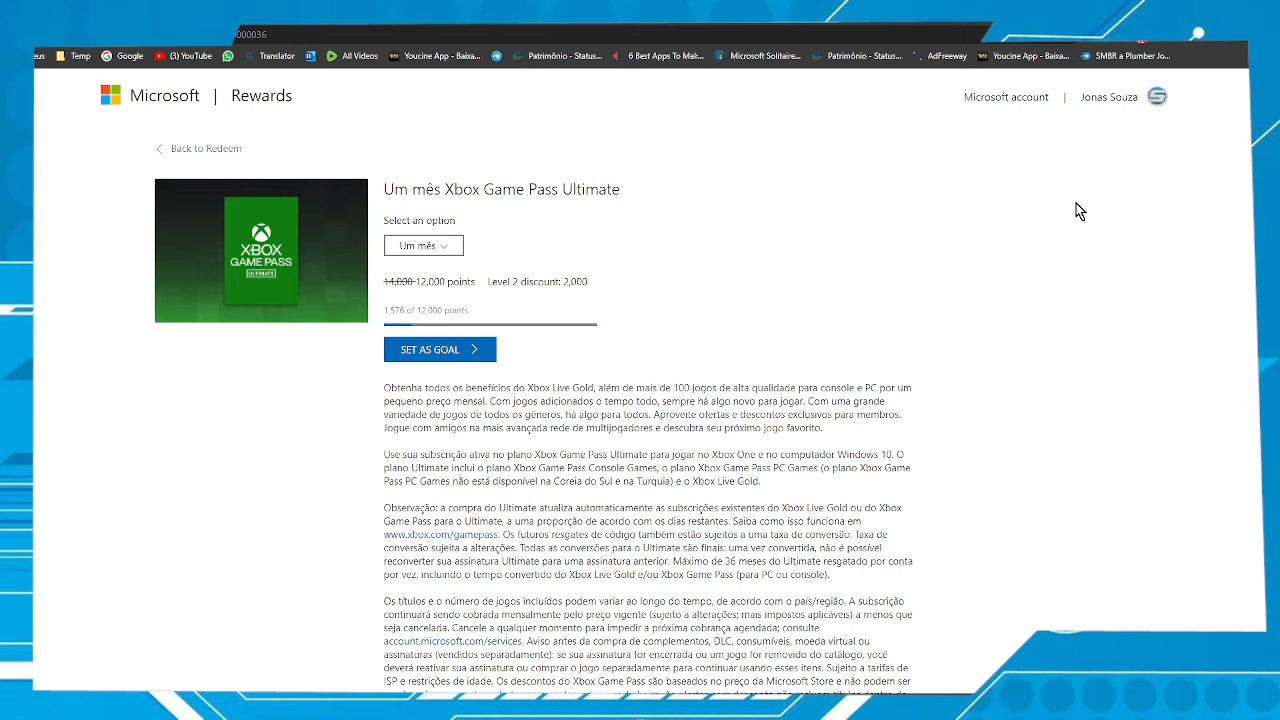 000036
eus Temp Google (3) YouTube Translator All Videos Youcine App - Baixa... Patrimônio - Status... 6 Best Apps To Mak... Microsoft Solitaire... Patrimônio - Status... AdFreeway Youcine App - Baixa... SMBR a Plumber Jo...
Microsoft | Rewards
Microsoft account | Jonas Souza
Back to Redeem
Um mês Xbox Game Pass Ultimate
Select an option
Um mês
XBOX
GAME PASS
ULTIMATE
14,000 12,000 points Level 2 discount: 2,000
1,576 of 12,000 points
SET AS GOAL
Obtenha todos os benefícios do Xbox Live Gold, além de mais de 100 jogos de alta qualidade para console e PC por um
pequeno preço mensal. Com jogos adicionados o tempo todo, sempre há algo novo para jogar. Com uma grande
variedade de jogos de todos os gêneros, há algo para todos. Aproveite ofertas e descontos exclusivos para membros.
Jogue com amigos na mais avançada rede de multijogadores e descubra seu próximo jogo favorito.
Use sua subscrição ativa no plano Xbox Game Pass Ultimate para jogar no Xbox One e no computador Windows 10. O
plano Ultimate inclui o plano Xbox Game Pass Console Games, o plano Xbox Game Pass PC Games (o plano Xbox Game
Pass PC Games não está disponível na Coreia do Sul e na Turquia) e o Xbox Live Gold.
Observação: a compra do Ultimate atualiza automaticamente as subscrições existentes do Xbox Live Gold ou do Xbox
Game Pass para o Ultimate, a uma proporção de acordo com os dias restantes. Saiba como isso funciona em
www.xbox.com/gamepass. Os futuros resgates de código também estão sujeitos a uma taxa de conversão. Taxa de
conversão sujeita a alterações. Todas as conversões para o Ultimate são finais: uma vez convertida, não é possível
reconverter sua assinatura Ultimate para uma assinatura anterior. Máximo de 36 meses do Ultimate resgatado por conta
por vez, incluindo o tempo convertido do Xbox Live Gold e/ou Xbox Game Pass (para PC ou console).
Os títulos e o número de jogos incluídos podem variar ao longo do tempo, de acordo com o país/região. A subscrição
continuará sendo cobrada mensalmente pelo preço vigente (sujeito a alterações; mais impostos aplicáveis) a menos que
seja cancelada. Cancele a qualquer momento para impedir a próxima cobrança agendada; consulte
account.microsoft.com/services. Aviso antes da compra de complementos, DLC, consumíveis, moeda virtual ou
assinaturas (vendidos separadamente): se sua assinatura for encerrada ou um jogo for removido do catálogo, você
deverá reativar sua assinatura ou comprar o jogo separadamente para continuar usando esses itens. Sujeito a tarifas de
ISP e restrições de idade. Os descontos do Xbox Game Pass são baseados no preço da Microsoft Store e não podem ser